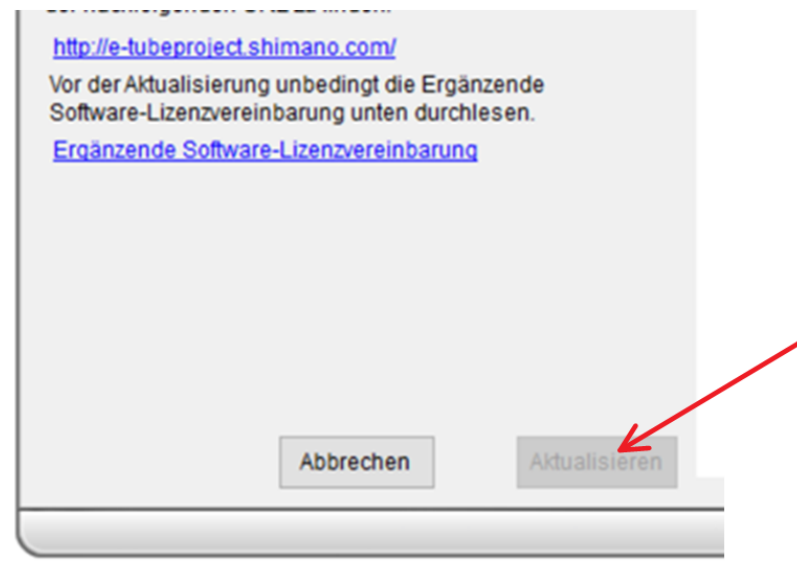 http://e-tubeproject.shimano.com/
Vor der Aktualisierung unbedingt die Ergänzende
Software-Lizenzvereinbarung unten durchlesen.
Ergänzende Software-Lizenzvereinbarung
Abbrechen
Aktualisieren